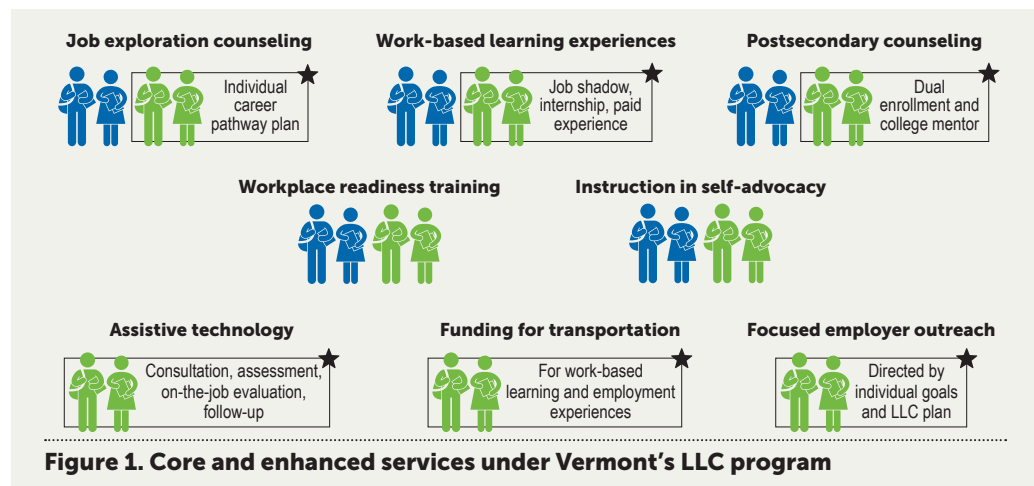 Job exploration counseling
Individual
career
pathway plan
Work-based learning experiences
Job shadow,
internship, paid
experience
Postsecondary counseling
Dual
enrollment and
college mentor
Workplace readiness training
Instruction in self-advocacy
Assistive technology
Consultation, assessment,
on-the-job evaluation,
follow-up
Funding for transportation
For work-based
learning and employment
experiences
Focused employer outreach
Directed by
individual goals
and LLC plan
Figure 1. Core and enhanced services under Vermont's LLC program